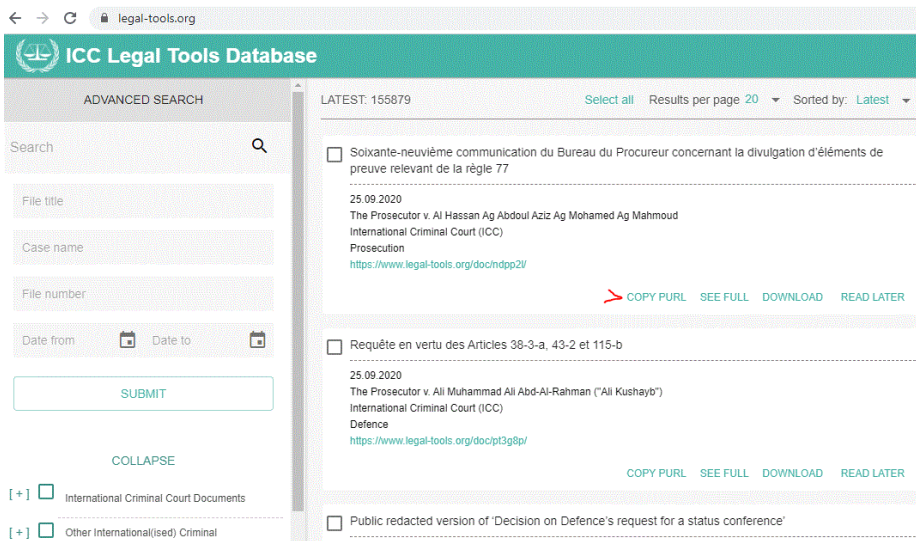 legal-tools.org
ICC Legal Tools Database
ADVANCED SEARCH
Search
File title
Case name
File number
Date from Date to
SUBMIT
COLLAPSE
[+] International Criminal Court Documents
[+] Other International(ised) Criminal
LATEST: 155879 Select all Results per page 20 Sorted by: Latest
Soixante-neuvième communication du Bureau du Procureur concernant la divulgation d'éléments de
preuve relevant de la règle 77
25.09.2020
The Prosecutor v. Al Hassan Ag Abdoul Aziz Ag Mohamed Ag Mahmoud
International Criminal Court (ICC)
Prosecution
https://www.legal-tools.org/doc/ndpp2l/
COPY PURL SEE FULL DOWNLOAD READ LATER
Requête en vertu des Articles 38-3-a, 43-2 et 115-b
25.09.2020
The Prosecutor v. Ali Muhammad Ali Abd-Al-Rahman ("Ali Kushayb")
International Criminal Court (ICC)
Defence
https://www.legal-tools.org/doc/pt3g8p/
COPY PURL SEE FULL DOWNLOAD READ LATER
Public redacted version of 'Decision on Defence's request for a status conference'